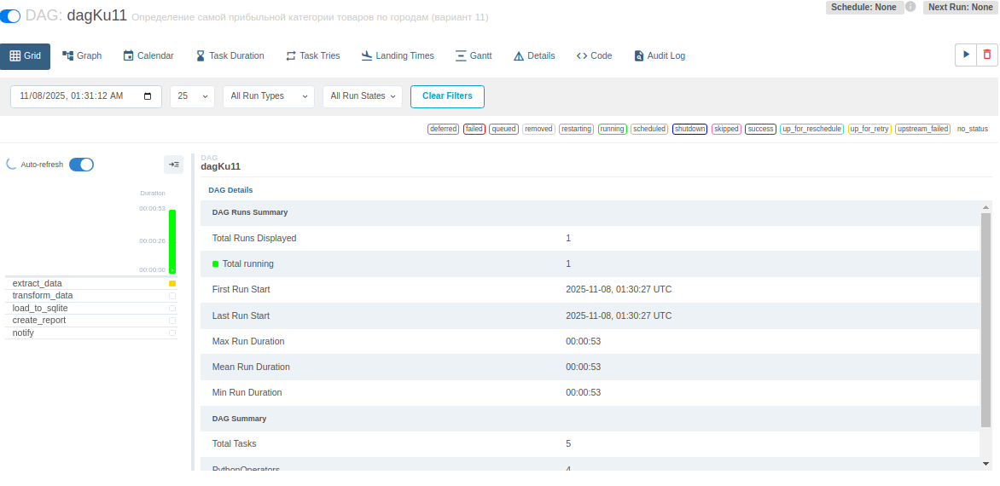 DAG: dagKu11 Определение самой прибыльной категории товаров по городам (вариант 11)
Schedule: None
Next Run: None
Grid
Graph
Calendar
Task Duration
Task Tries
Landing Times
Gantt
Details
Code
Audit Log
11/08/2025, 01:31:12 AM
25
All Run Types
All Run States
Clear Filters
deferred
failed
queued
removed
restarting
running
scheduled
shutdown
skipped
success
up_for_reschedule
up_for_retry
upstream_failed
no_status
Auto-refresh
Duration
00:00:53
00:00:26
00:00:00
extract_data
transform_data
load_to_sqlite
create_report
notify
DAG
dagKu11
DAG Details
DAG Runs Summary
Total Runs Displayed 1
Total running 1
First Run Start 2025-11-08, 01:30:27 UTC
Last Run Start 2025-11-08, 01:30:27 UTC
Max Run Duration 00:00:53
Mean Run Duration 00:00:53
Min Run Duration 00:00:53
DAG Summary
Total Tasks 5
PythonOperators 4